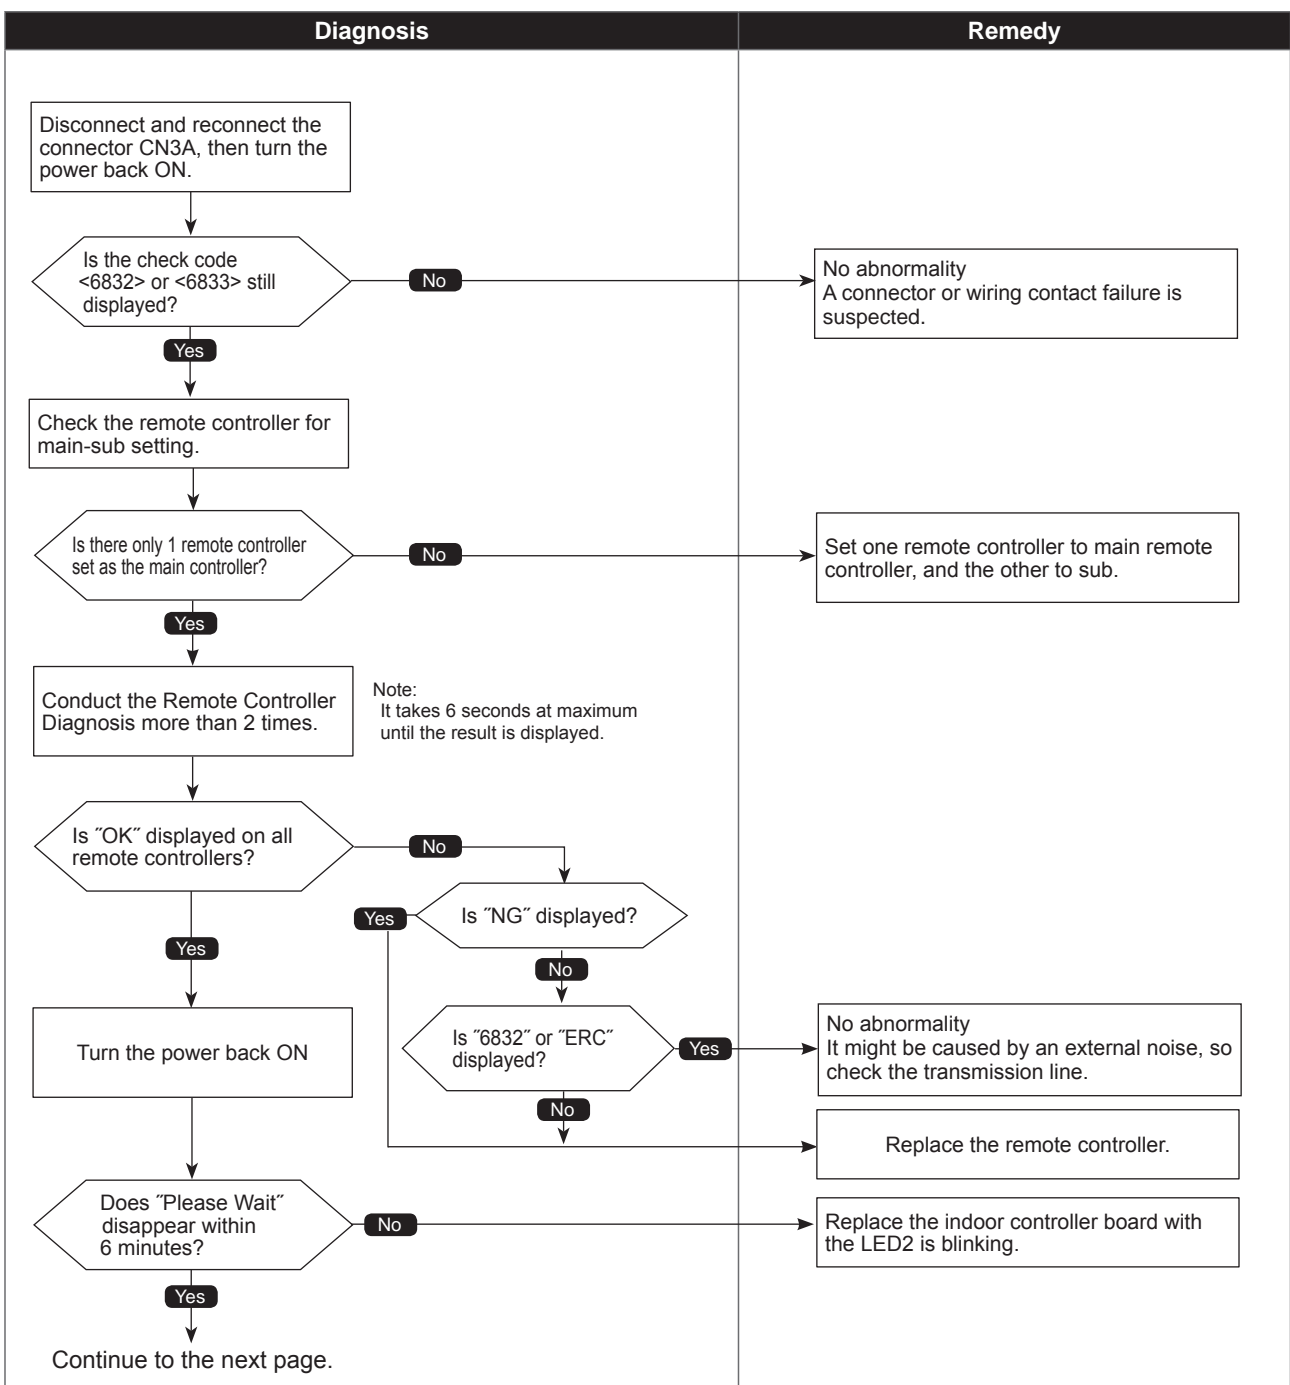 Diagnosis
Remedy
Disconnect and reconnect the
connector CN3A, then turn the
power back ON.
Is the check code
<6832> or <6833> still
displayed?
No
No abnormality
A connector or wiring contact failure is
suspected.
Yes
Check the remote controller for
main-sub setting.
Is there only 1 remote controller
set as the main controller?
No
Set one remote controller to main remote
controller, and the other to sub.
Yes
Conduct the Remote Controller
Diagnosis more than 2 times.
Note:
It takes 6 seconds at maximum
until the result is displayed.
Is ˝OK˝ displayed on all
remote controllers?
No
Is ˝NG˝ displayed?
Yes
Yes
No
Turn the power back ON
Is ˝6832˝ or ˝ERC˝
displayed?
Yes
No abnormality
It might be caused by an external noise, so
check the transmission line.
No
Replace the remote controller.
Does ˝Please Wait˝
disappear within
6 minutes?
No
Replace the indoor controller board with
the LED2 is blinking.
Yes
Continue to the next page.